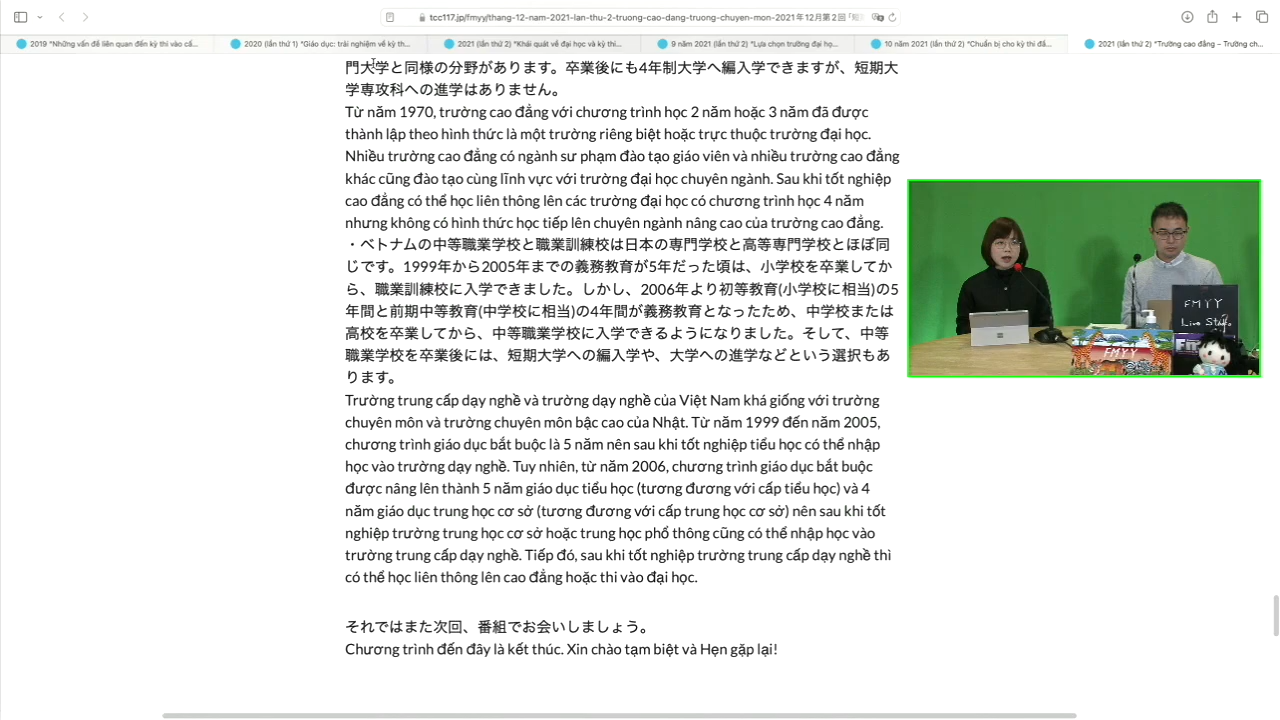 tcc117.jp/fmyy/thang-12-nam-2021-lan-thu-2-truong-cao-dang-truong-chuyen-mon-2021年12月第2回
2019 "Những vấn đề liên quan đến kỳ thi vào cấ...
2020 (lần thứ 1) "Giáo dục: trải nghiệm về kỳ th...
2021 (lần thứ 2) "Khái quát về đại học và kỳ thi...
9 năm 2021 (lần thứ 2) "Lựa chọn trường đại họ...
10 năm 2021 (lần thứ 2) "Chuẩn bị cho kỳ thi đầ...
2021 (lần thứ 2) "Trường cao đẳng – Trường ch...
門大学と同様の分野があります。卒業後にも4年制大学へ編入学できますが、短期大
学専攻科への進学はありません。
Từ năm 1970, trường cao đẳng với chương trình học 2 năm hoặc 3 năm đã được
thành lập theo hình thức là một trường riêng biệt hoặc trực thuộc trường đại học.
Nhiều trường cao đẳng có ngành sư phạm đào tạo giáo viên và nhiều trường cao đẳng
khác cũng đào tạo cùng lĩnh vực với trường đại học chuyên ngành. Sau khi tốt nghiệp
cao đẳng có thể học liên thông lên các trường đại học có chương trình học 4 năm
nhưng không có hình thức học tiếp lên chuyên ngành nâng cao của trường cao đẳng.
・ベトナムの中等職業学校と職業訓練校は日本の専門学校と高等専門学校とほぼ同
じです。1999年から2005年までの義務教育が5年だった頃は、小学校を卒業してか
ら、職業訓練校に入学できました。しかし、2006年より初等教育(小学校に相当)の5
年間と前期中等教育(中学校に相当)の4年間が義務教育となったため、中学校または
高校を卒業してから、中等職業学校に入学できるようになりました。そして、中等
職業学校を卒業後には、短期大学への編入学や、大学への進学などという選択もあ
ります。
Trường trung cấp dạy nghề và trường dạy nghề của Việt Nam khá giống với trường
chuyên môn và trường chuyên môn bậc cao của Nhật. Từ năm 1999 đến năm 2005,
chương trình giáo dục bắt buộc là 5 năm nên sau khi tốt nghiệp tiểu học có thể nhập
học vào trường dạy nghề. Tuy nhiên, từ năm 2006, chương trình giáo dục bắt buộc
được nâng lên thành 5 năm giáo dục tiểu học (tương đương với cấp tiểu học) và 4
năm giáo dục trung học cơ sở (tương đương với cấp trung học cơ sở) nên sau khi tốt
nghiệp trường trung học cơ sở hoặc trung học phổ thông cũng có thể nhập học vào
trường trung cấp dạy nghề. Tiếp đó, sau khi tốt nghiệp trường trung cấp dạy nghề thì
có thể học liên thông lên cao đẳng hoặc thi vào đại học.
それではまた次回、番組でお会いしましょう。
Chương trình đến đây là kết thúc. Xin chào tạm biệt và Hẹn gặp lại!
FMYY
Live
FMYY